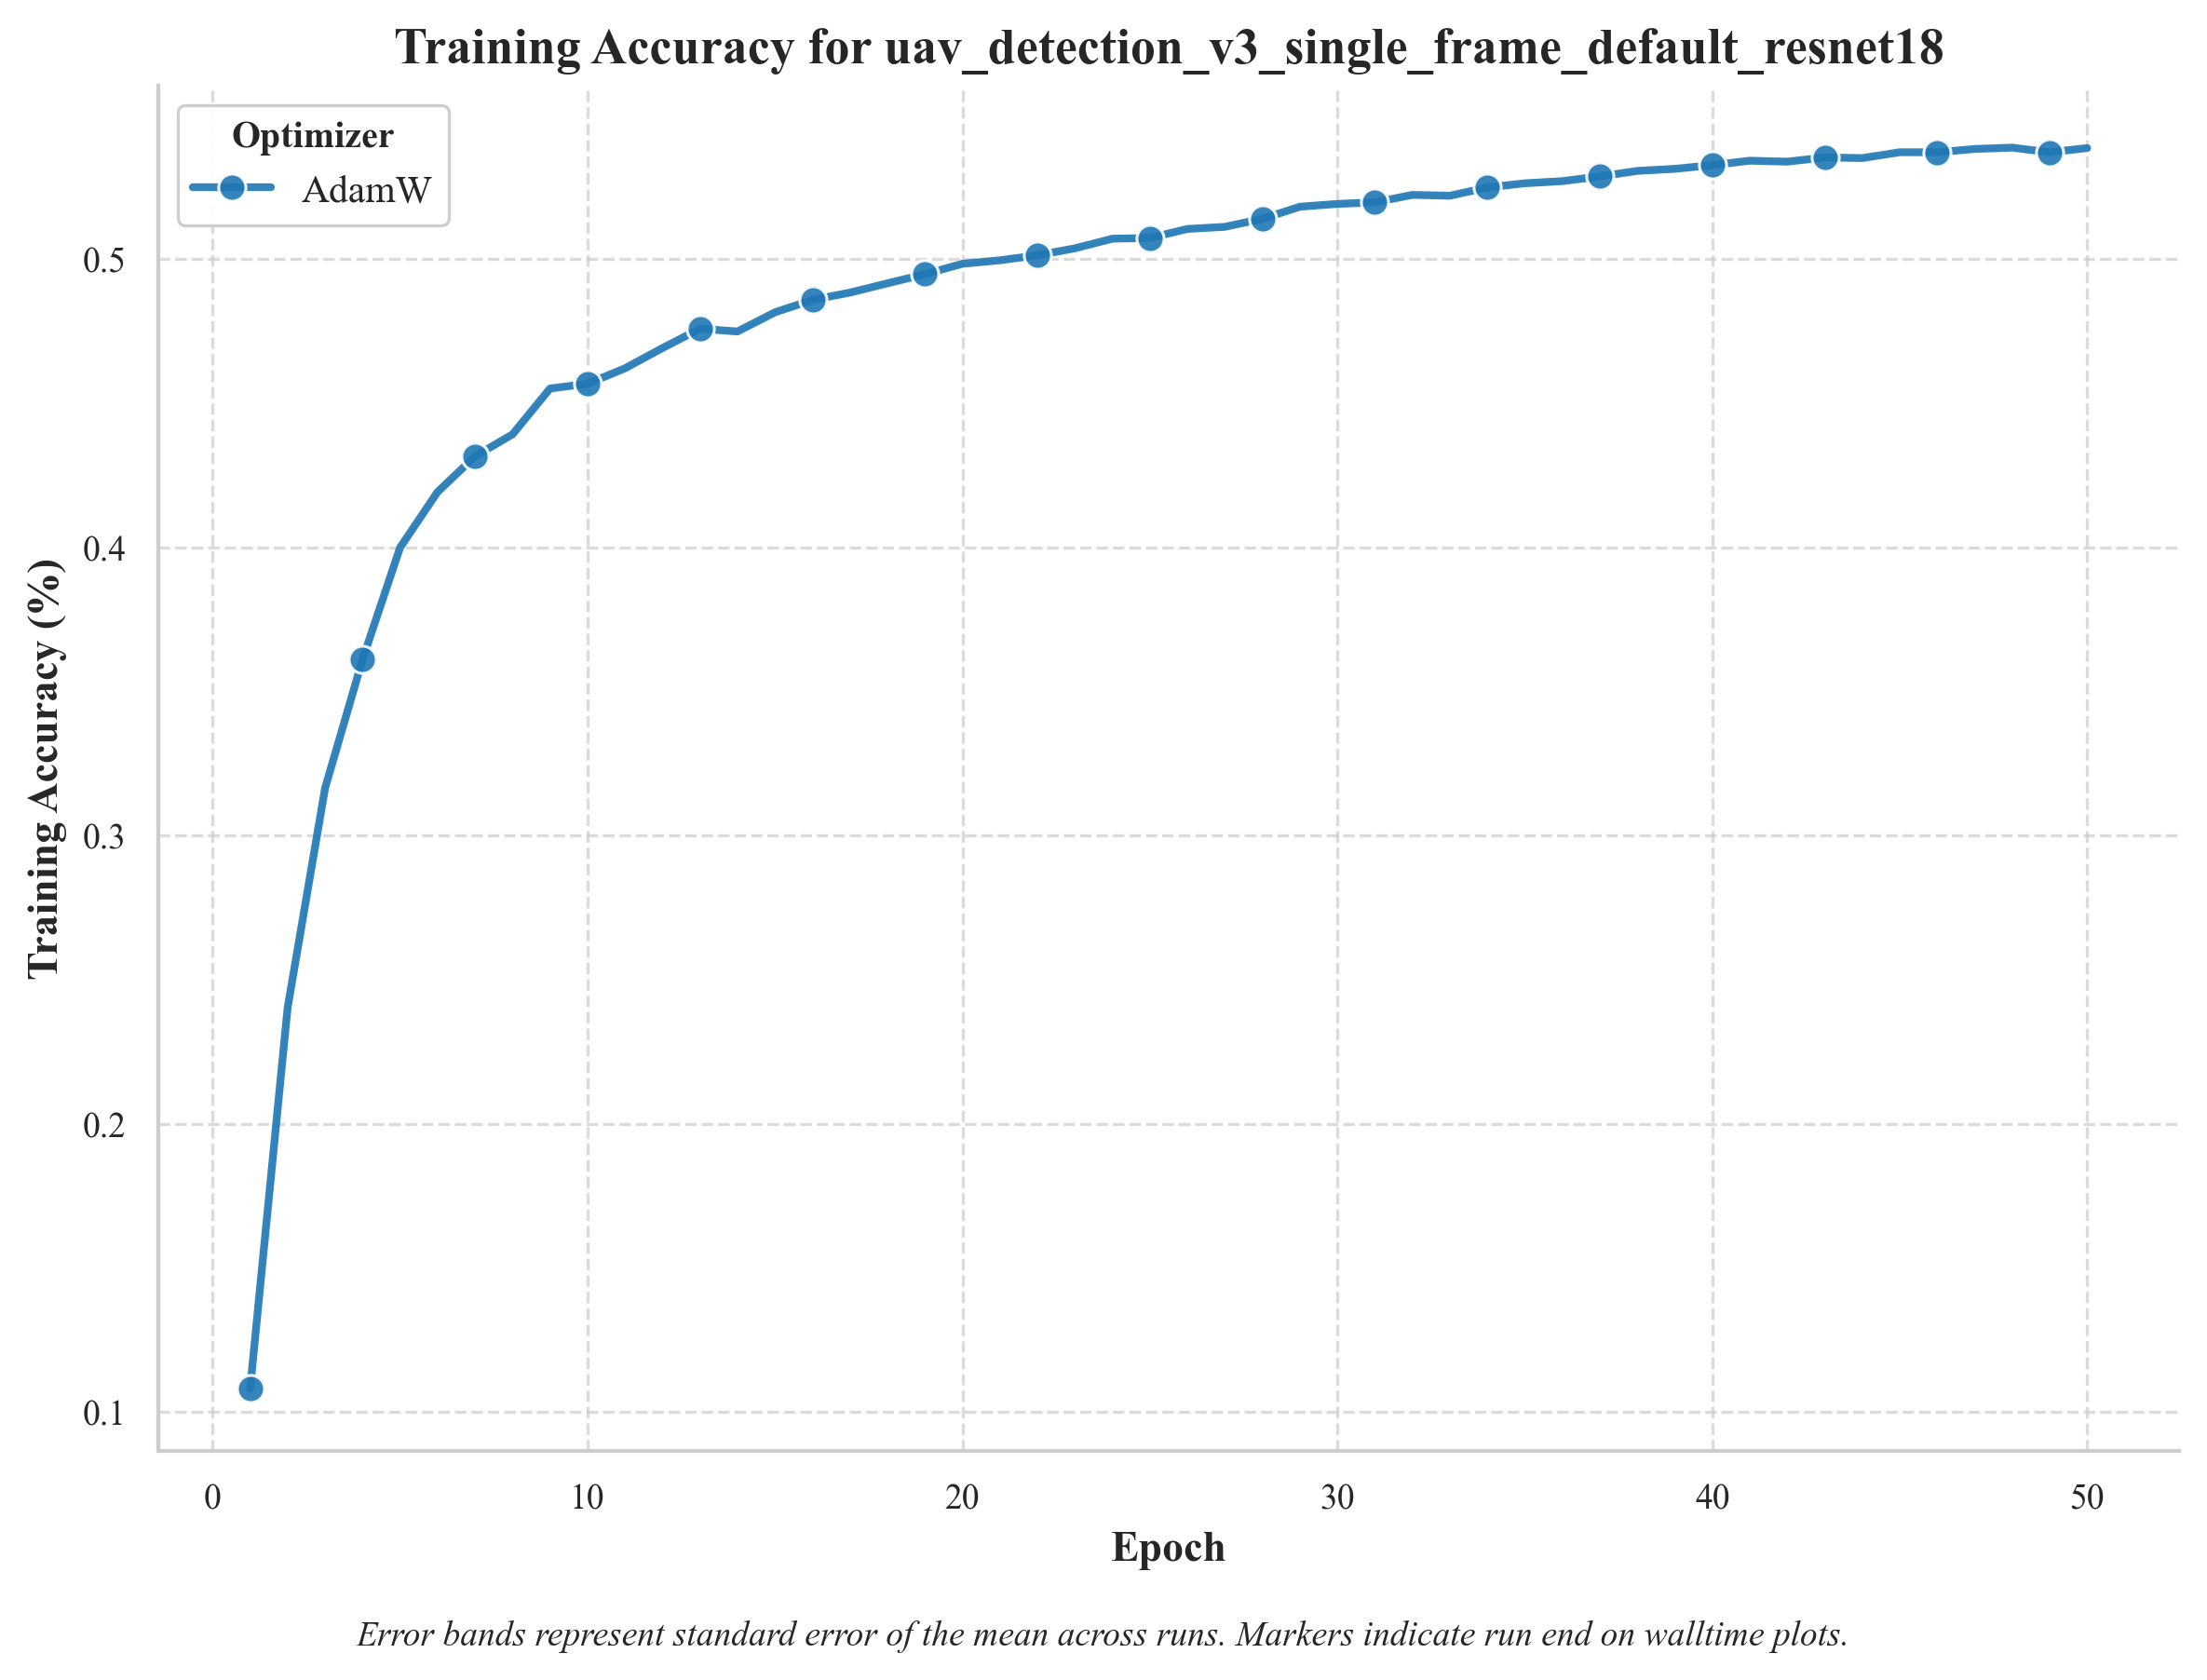 Training Accuracy for uav_detection_v3_single_frame_default_resnet18
Optimizer
AdamW
Training Accuracy (%)
0.5
0.4
0.3
0.2
0.1
0 10 20 30 40 50
Epoch
Error bands represent standard error of the mean across runs. Markers indicate run end on walltime plots.